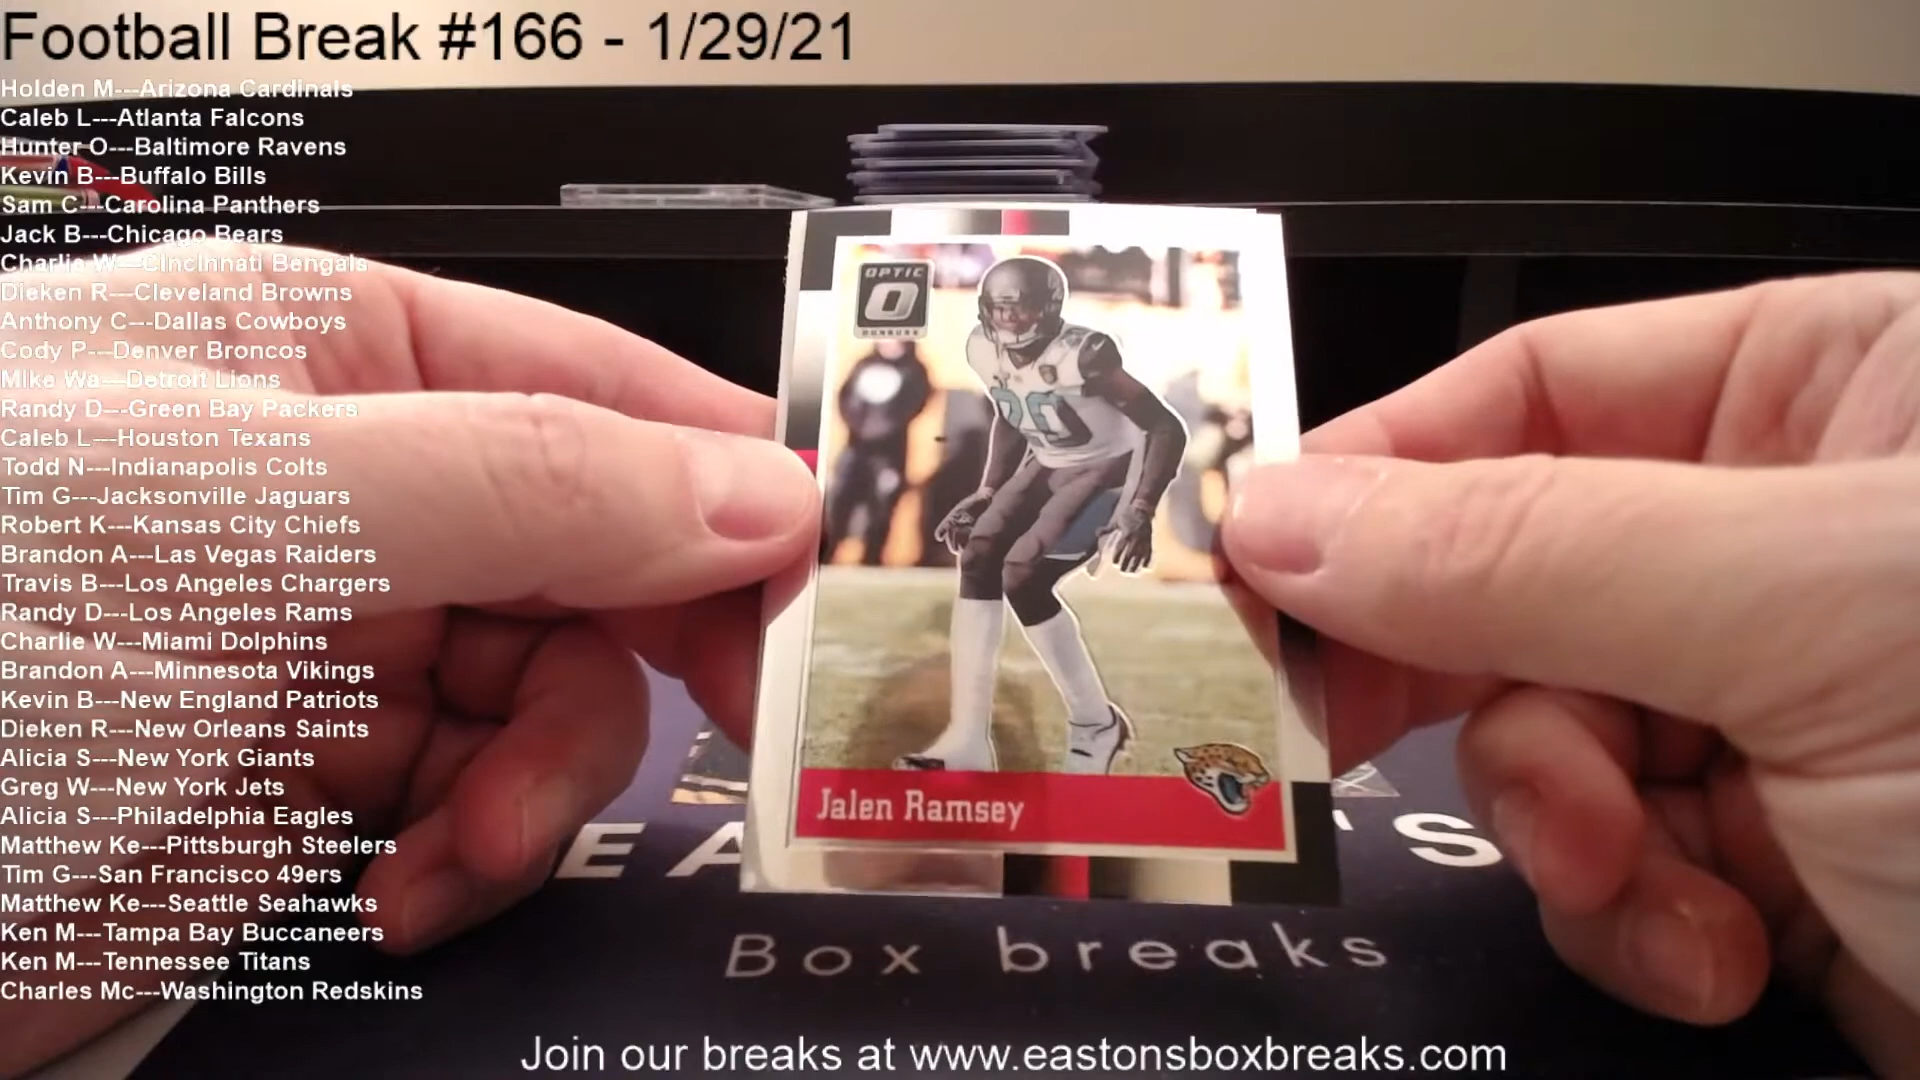 Football Break #166 - 1/29/21
Holden M---Arizona Cardinals
Caleb L---Atlanta Falcons
Hunter O---Baltimore Ravens
Kevin B---Buffalo Bills
Sam C---Carolina Panthers
Jack B---Chicago Bears
Charlie W---Cincinnati Bengals
Dieken R---Cleveland Browns
Anthony C---Dallas Cowboys
Cody P---Denver Broncos
Mike Wa---Detroit Lions
Randy D---Green Bay Packers
Caleb L---Houston Texans
Todd N---Indianapolis Colts
Tim G---Jacksonville Jaguars
Robert K---Kansas City Chiefs
Brandon A---Las Vegas Raiders
Travis B---Los Angeles Chargers
Randy D---Los Angeles Rams
Charlie W---Miami Dolphins
Brandon A---Minnesota Vikings
Kevin B---New England Patriots
Dieken R---New Orleans Saints
Alicia S---New York Giants
Greg W---New York Jets
Alicia S---Philadelphia Eagles
Matthew Ke---Pittsburgh Steelers
Tim G---San Francisco 49ers
Matthew Ke---Seattle Seahawks
Ken M---Tampa Bay Buccaneers
Ken M---Tennessee Titans
Charles Mc---Washington Redskins
OPTIC
O
DONRUSS
20
Jalen Ramsey
EA 'S
Box breaks
Join our breaks at www.eastonsboxbreaks.com